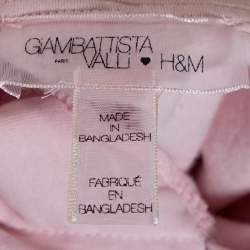 GIAMBATTISTA
PARIS VALLI ♥ H&M
MADE
IN
BANGLADESH
FABRIQUÉ
EN
BANGLADESH